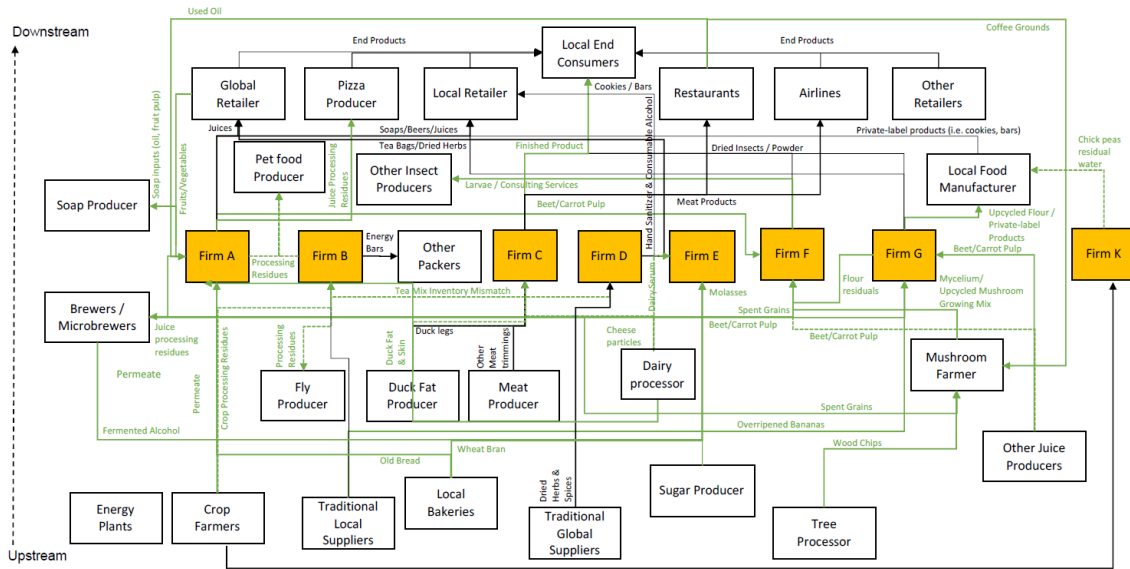 Used Oil
Coffee Grounds
Downstream
End Products
Local End
Consumers
End Products
Global
Retailer
Pizza
Producer
Local Retailer
Cookies / Bars
Restaurants
Airlines
Other
Retailers
Soap inputs (oil, fruit pulp)
Fruits/Vegetables
Juices
Soaps/Beers/Juices
Tea Bags/Dried Herbs
Finished Product
Hand Sanitizer & Consumable Alcohol
Dried Insects / Powder
Private-label products (i.e. cookies, bars)
Chick peas
residual
water
Pet food
Producer
Juice Processing
Residues
Other Insect
Producers
Larvae / Consulting Services
Meat Products
Local Food
Manufacturer
Soap Producer
Beet/Carrot Pulp
Upcycled Flour /
Private-label
Products
Beet/Carrot Pulp
Firm A
Processing
Residues
Firm B
Energy
Bars
Other
Packers
Firm C
Firm D
Firm E
Firm F
Firm G
Firm K
Dairy Serum
Tea Mix Inventory Mismatch
Molasses
Flour
residuals
Mycelium/
Upcycled Mushroom
Growing Mix
Brewers /
Microbrewers
Juice
processing
residues
Spent Grains
Beet/Carrot Pulp
Beet/Carrot Pulp
Duck legs
Cheese
particles
Permeate
Permeate
Crop Processing Residues
Processing
Residues
Duck Fat
& Skin
Other
Meat
trimmings
Fly
Producer
Duck Fat
Producer
Meat
Producer
Dairy
processor
Mushroom
Farmer
Spent Grains
Fermented Alcohol
Overripened Bananas
Wheat Bran
Old Bread
Wood Chips
Other Juice
Producers
Dried
Herbs &
Spices
Energy
Plants
Crop
Farmers
Traditional
Local
Suppliers
Local
Bakeries
Traditional
Global
Suppliers
Sugar Producer
Tree
Processor
Upstream